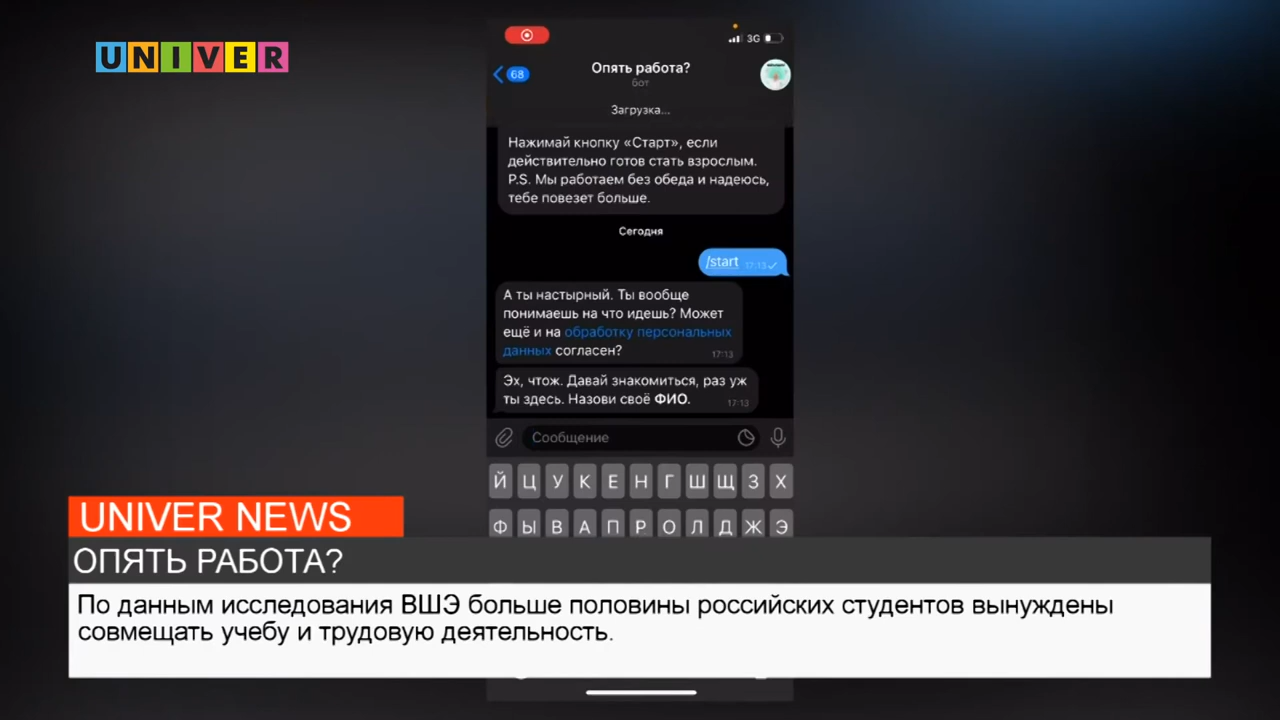 UNIVER
3G
68
Опять работа?
бот
Загрузка...
Нажимай кнопку «Старт», если
действительно готов стать взрослым.
P.S. Мы работаем без обеда и надеюсь,
тебе повезет больше.
Сегодня
/start 17:13
А ты настырный. Ты вообще
понимаешь на что идешь? Может
ещё и на обработку персональных
данных согласен? 17:13
Эх, чтож. Давай знакомиться, раз уж
ты здесь. Назови своё ФИО. 17:13
Сообщение
Й Ц У К Е Н Г Ш Щ З Х
Ф Ы В А П Р О Л Д Ж Э
UNIVER NEWS
ОПЯТЬ РАБОТА?
По данным исследования ВШЭ больше половины российских студентов вынуждены
совмещать учебу и трудовую деятельность.